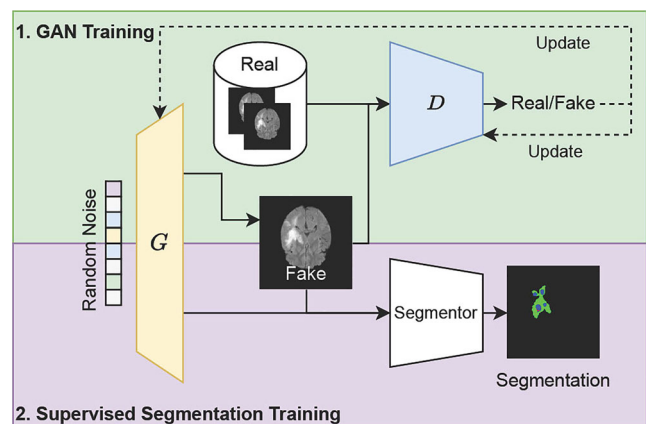 1. GAN Training
Update
Real
D
Real/Fake
Update
Random Noise
G
Fake
Segmentor
Segmentation
2. Supervised Segmentation Training